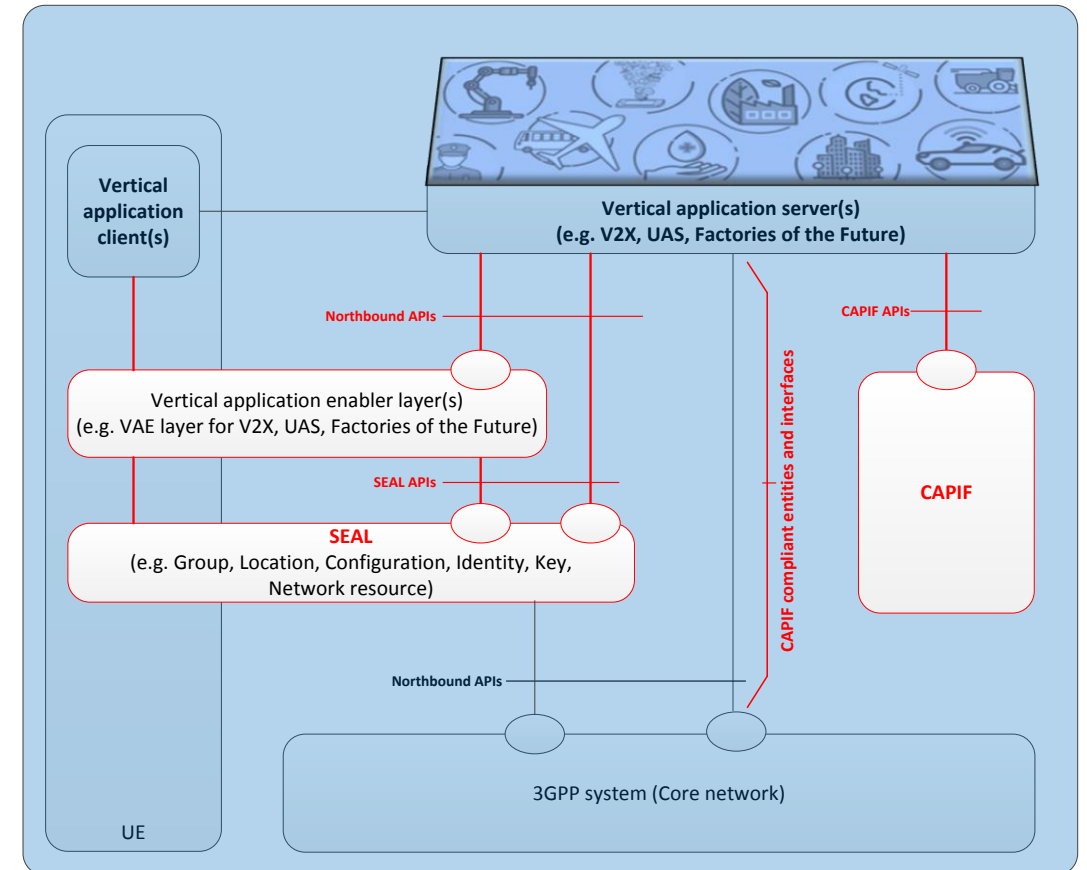 Vertical
application
client(s)
Vertical application server(s)
(e.g. V2X, UAS, Factories of the Future)
Northbound APIs
CAPIF APIs
Vertical application enabler layer(s)
(e.g. VAE layer for V2X, UAS, Factories of the Future)
CAPIF compliant entities and interfaces
SEAL APIs
CAPIF
SEAL
(e.g. Group, Location, Configuration, Identity, Key,
Network resource)
Northbound APIs
3GPP system (Core network)
UE